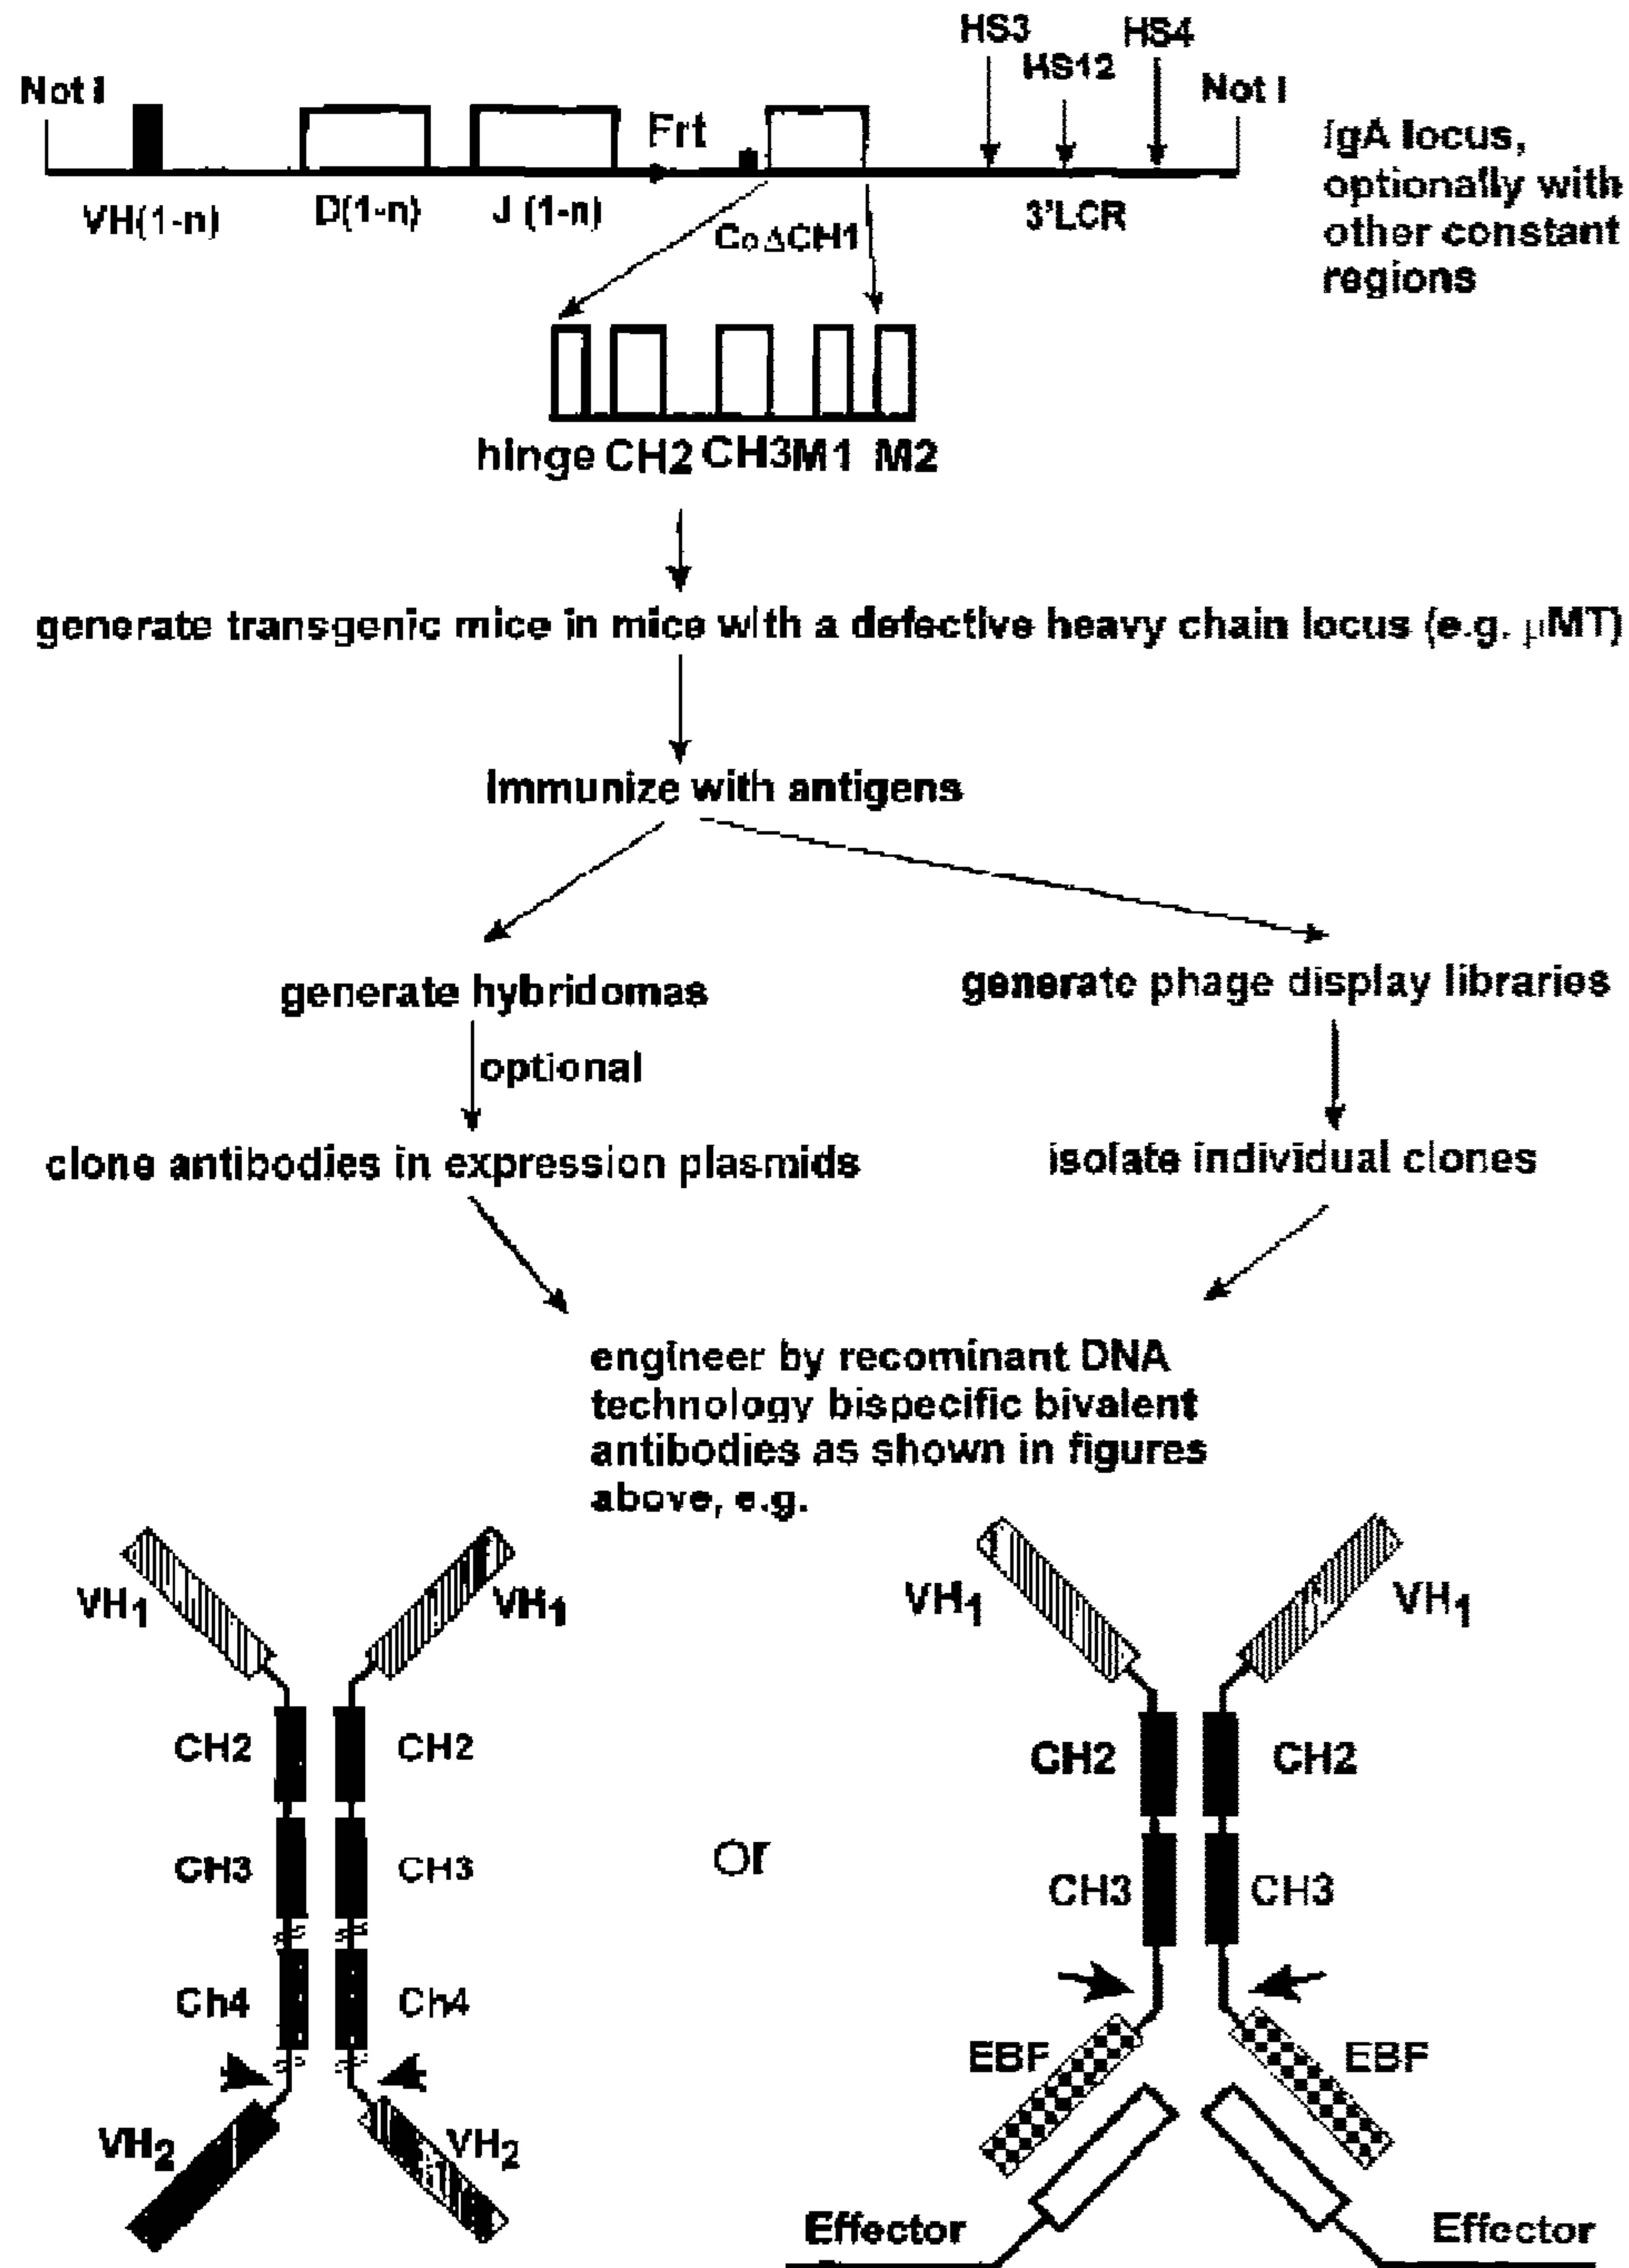 HS3
HS12
HS4
Not I
Not I
Frt
IgA locus,
optionally with
other constant
regions
VH(1-n)
D(1-n)
J (1-n)
3'LCR
CαΔCH1
hinge CH2 CH3 M1 M2
generate transgenic mice in mice with a defective heavy chain locus (e.g. μMT)
Immunize with antigens
generate hybridomas
generate phage display libraries
optional
clone antibodies in expression plasmids
isolate individual clones
engineer by recominant DNA
technology bispecific bivalent
antibodies as shown in figures
above, e.g.
VH1
VH1
VH1
VH1
CH2
CH2
CH2
CH2
or
CH3
CH3
CH3
CH3
Ch4
Ch4
EBF
EBF
VH2
VH2
Effector
Effector